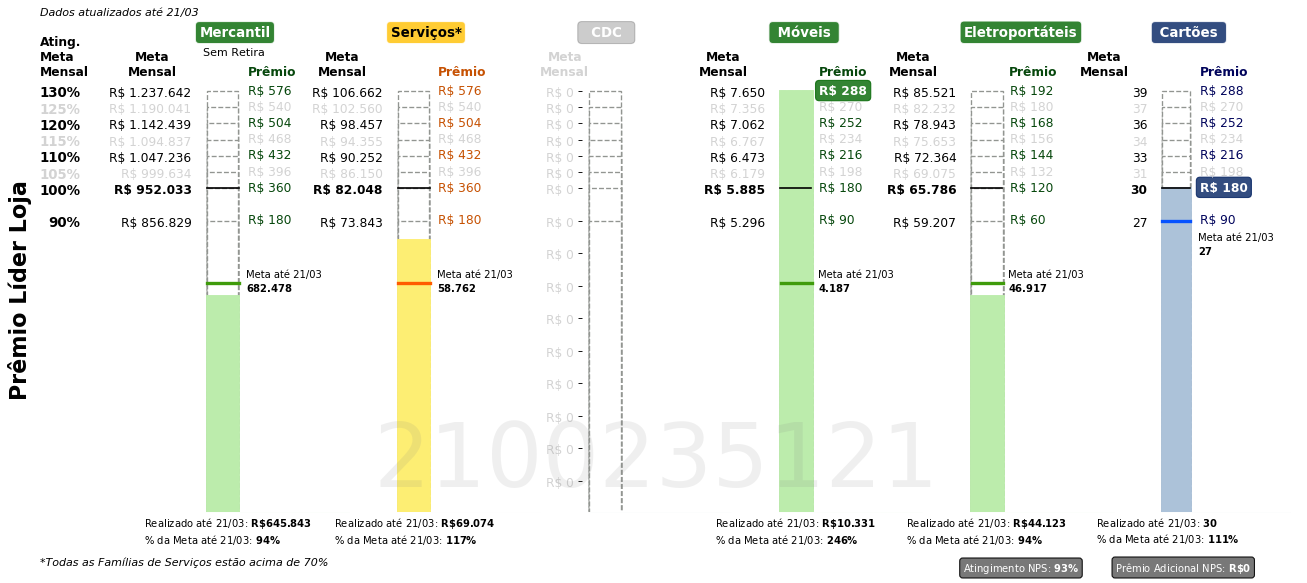 Dados atualizados até 21/03
Mercantil Serviços* CDC Móveis Eletroportáteis Cartões
Sem Retira
Ating. Meta Mensal
Meta Mensal Prêmio Meta Mensal Prêmio Meta Mensal Meta Mensal Prêmio Meta Mensal Prêmio Meta Mensal Prêmio
130% R$ 1.237.642 R$ 576 R$ 106.662 R$ 576 R$ 0 R$ 7.650 R$ 288 R$ 85.521 R$ 192 39 R$ 288
125% R$ 1.190.041 R$ 540 R$ 102.560 R$ 540 R$ 0 R$ 7.356 R$ 270 R$ 82.232 R$ 180 37 R$ 270
120% R$ 1.142.439 R$ 504 R$ 98.457 R$ 504 R$ 0 R$ 7.062 R$ 252 R$ 78.943 R$ 168 36 R$ 252
115% R$ 1.094.837 R$ 468 R$ 94.355 R$ 468 R$ 0 R$ 6.767 R$ 234 R$ 75.653 R$ 156 34 R$ 234
110% R$ 1.047.236 R$ 432 R$ 90.252 R$ 432 R$ 0 R$ 6.473 R$ 216 R$ 72.364 R$ 144 33 R$ 216
105% R$ 999.634 R$ 396 R$ 86.150 R$ 396 R$ 0 R$ 6.179 R$ 198 R$ 69.075 R$ 132 31 R$ 198
100% R$ 952.033 R$ 360 R$ 82.048 R$ 360 R$ 0 R$ 5.885 R$ 180 R$ 65.786 R$ 120 30 R$ 180
90% R$ 856.829 R$ 180 R$ 73.843 R$ 180 R$ 0 R$ 5.296 R$ 90 R$ 59.207 R$ 60 27 R$ 90
Meta até 21/03
27
R$ 0
Meta até 21/03 Meta até 21/03 Meta até 21/03 Meta até 21/03
682.478 58.762 R$ 0 4.187 46.917
R$ 0
R$ 0
R$ 0
R$ 0
R$ 0
R$ 0
Prêmio Líder Loja
2100235121
Realizado até 21/03: R$645.843 Realizado até 21/03: R$69.074 Realizado até 21/03: R$10.331 Realizado até 21/03: R$44.123 Realizado até 21/03: 30
% da Meta até 21/03: 94% % da Meta até 21/03: 117% % da Meta até 21/03: 246% % da Meta até 21/03: 94% % da Meta até 21/03: 111%
*Todas as Famílias de Serviços estão acima de 70%
Atingimento NPS: 93% Prêmio Adicional NPS: R$0